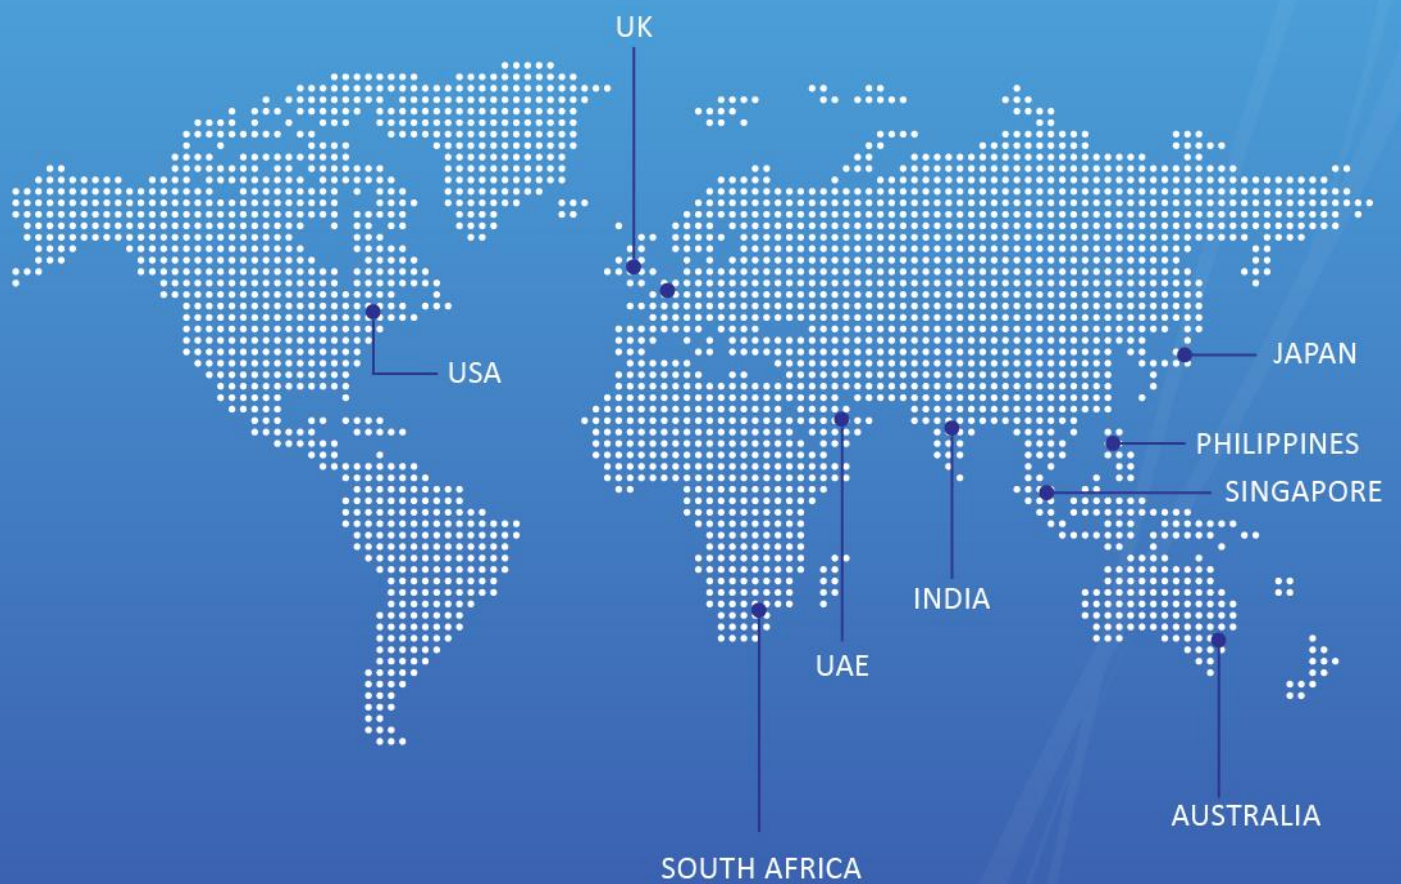 UK
USA
JAPAN
PHILIPPINES
SINGAPORE
INDIA
UAE
AUSTRALIA
SOUTH AFRICA